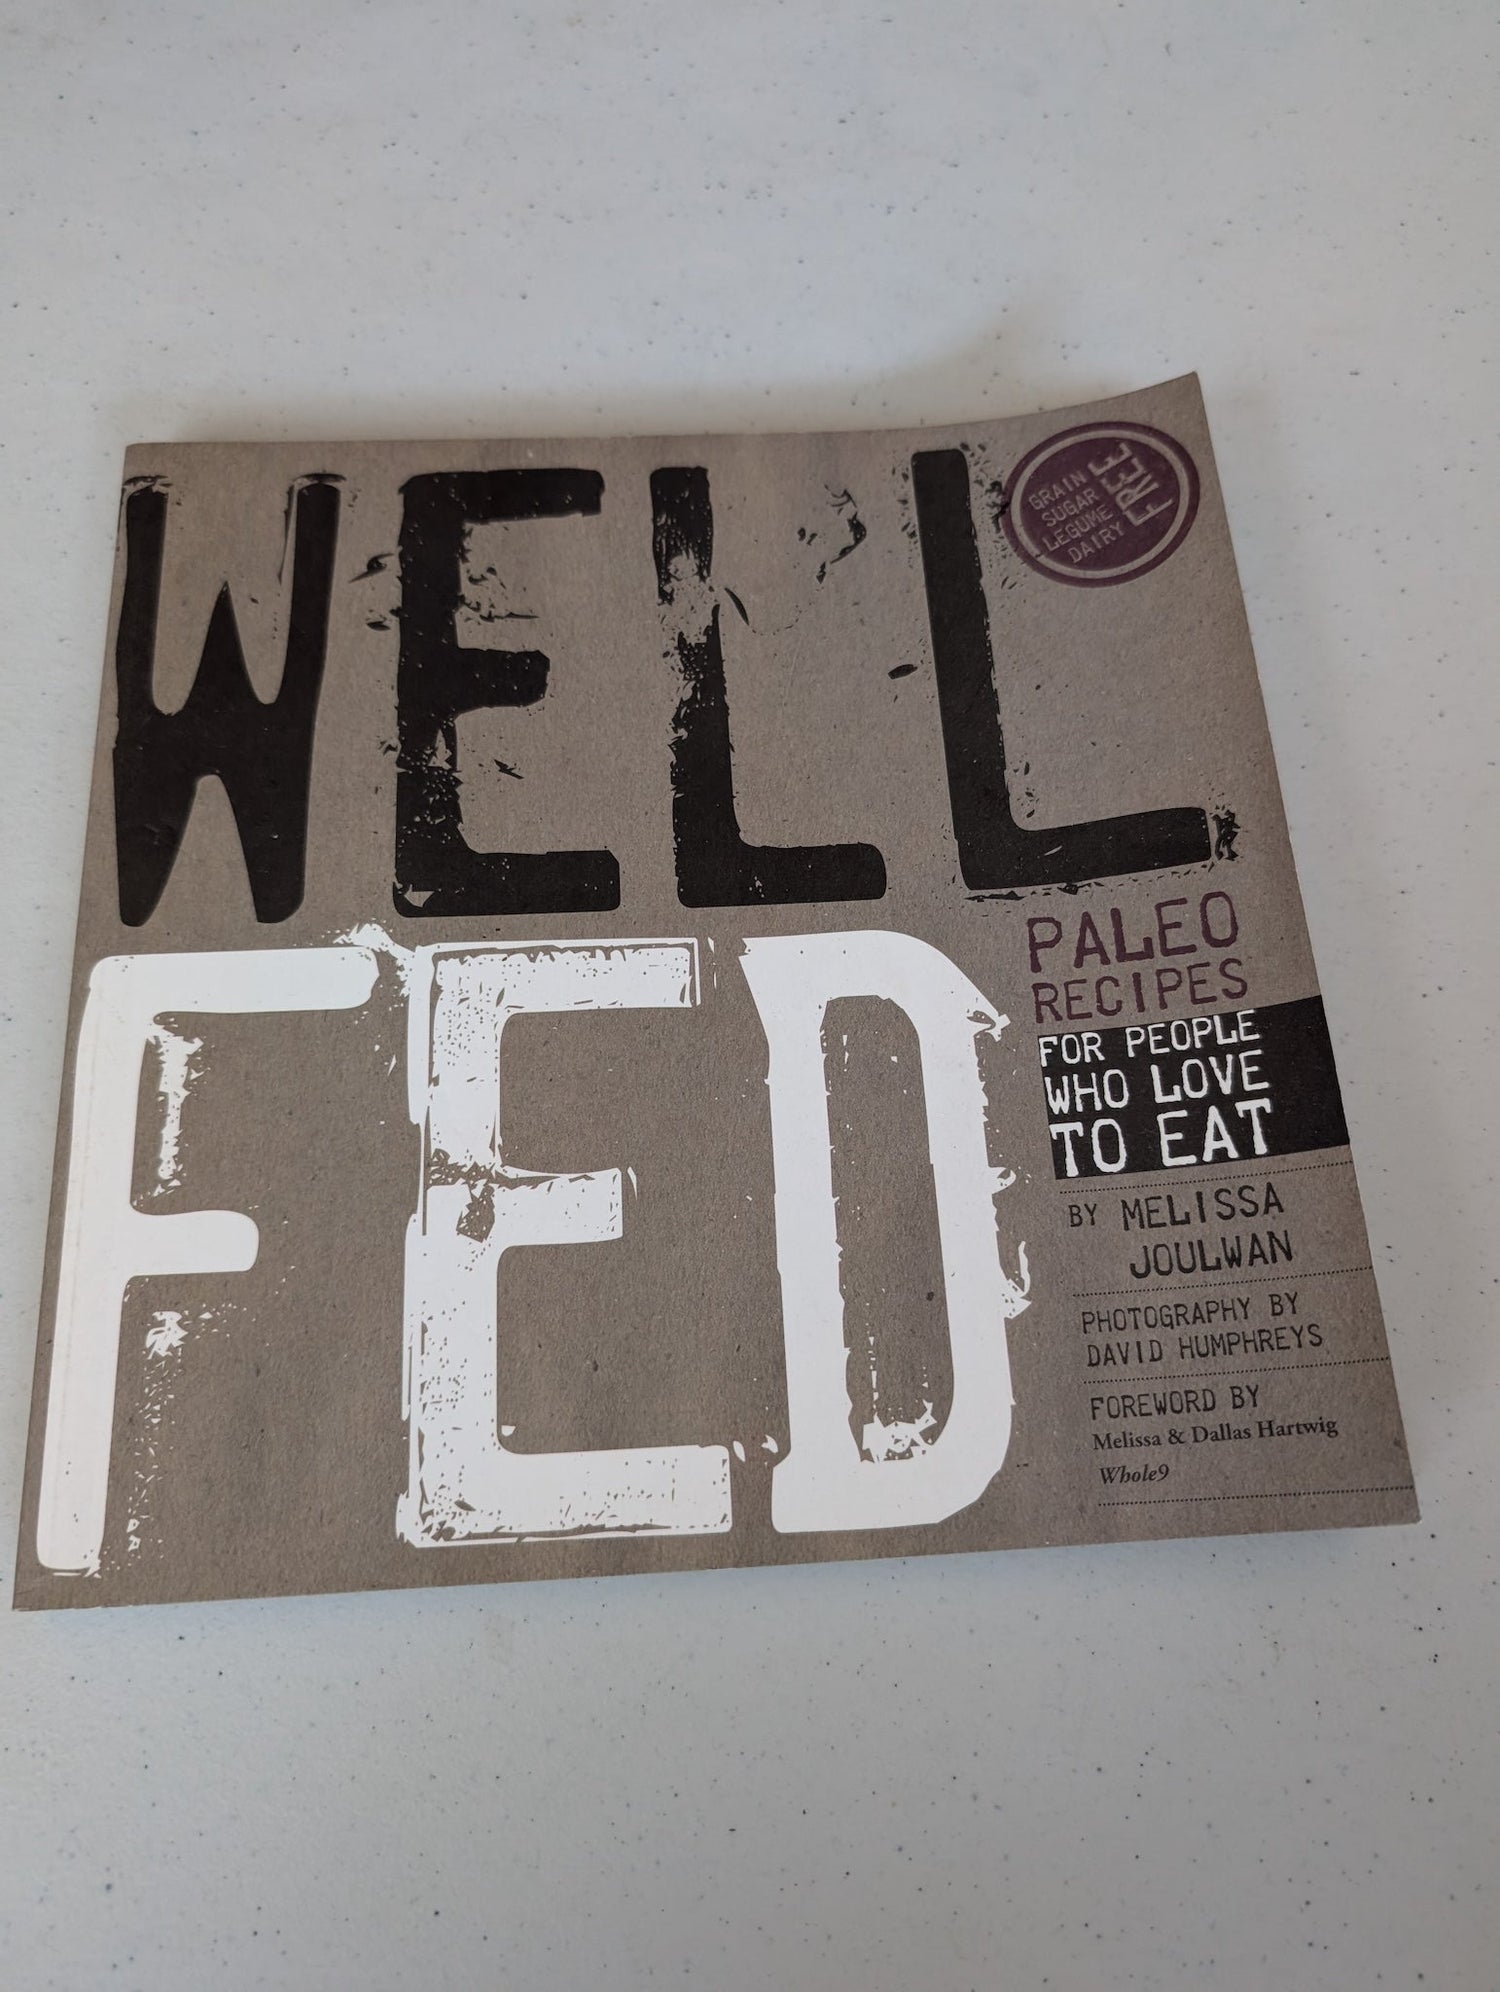 WELL
FED
GRAIN
SUGAR
LEGUME
DAIRY
FREE
PALEO
RECIPES
FOR PEOPLE
WHO LOVE
TO EAT
BY MELISSA
JOULWAN
PHOTOGRAPHY BY
DAVID HUMPHREYS
FOREWORD BY
Melissa & Dallas Hartwig
Whole9